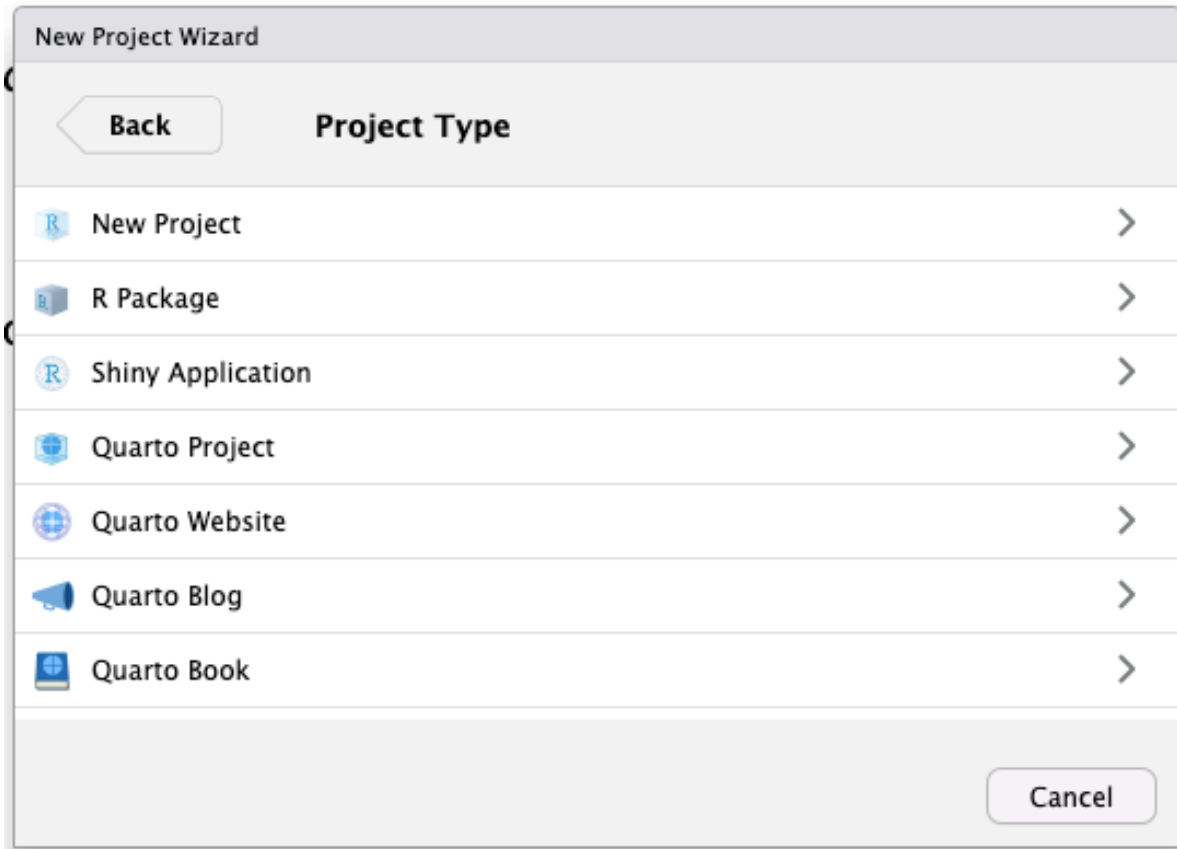 New Project Wizard
Back
Project Type
R New Project
R R Package
R Shiny Application
Quarto Project
Quarto Website
Quarto Blog
Quarto Book
Cancel